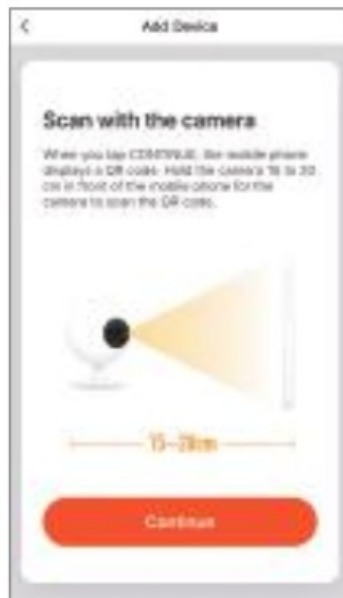 Add Device
Scan with the camera
When you tap CONTINUE, the mobile phone
displays a QR code. Hold the camera 15 to 20
cm in front of the mobile phone for the
camera to scan the QR code.
15-20cm
Continue